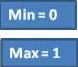 Min = 0
Max = 1